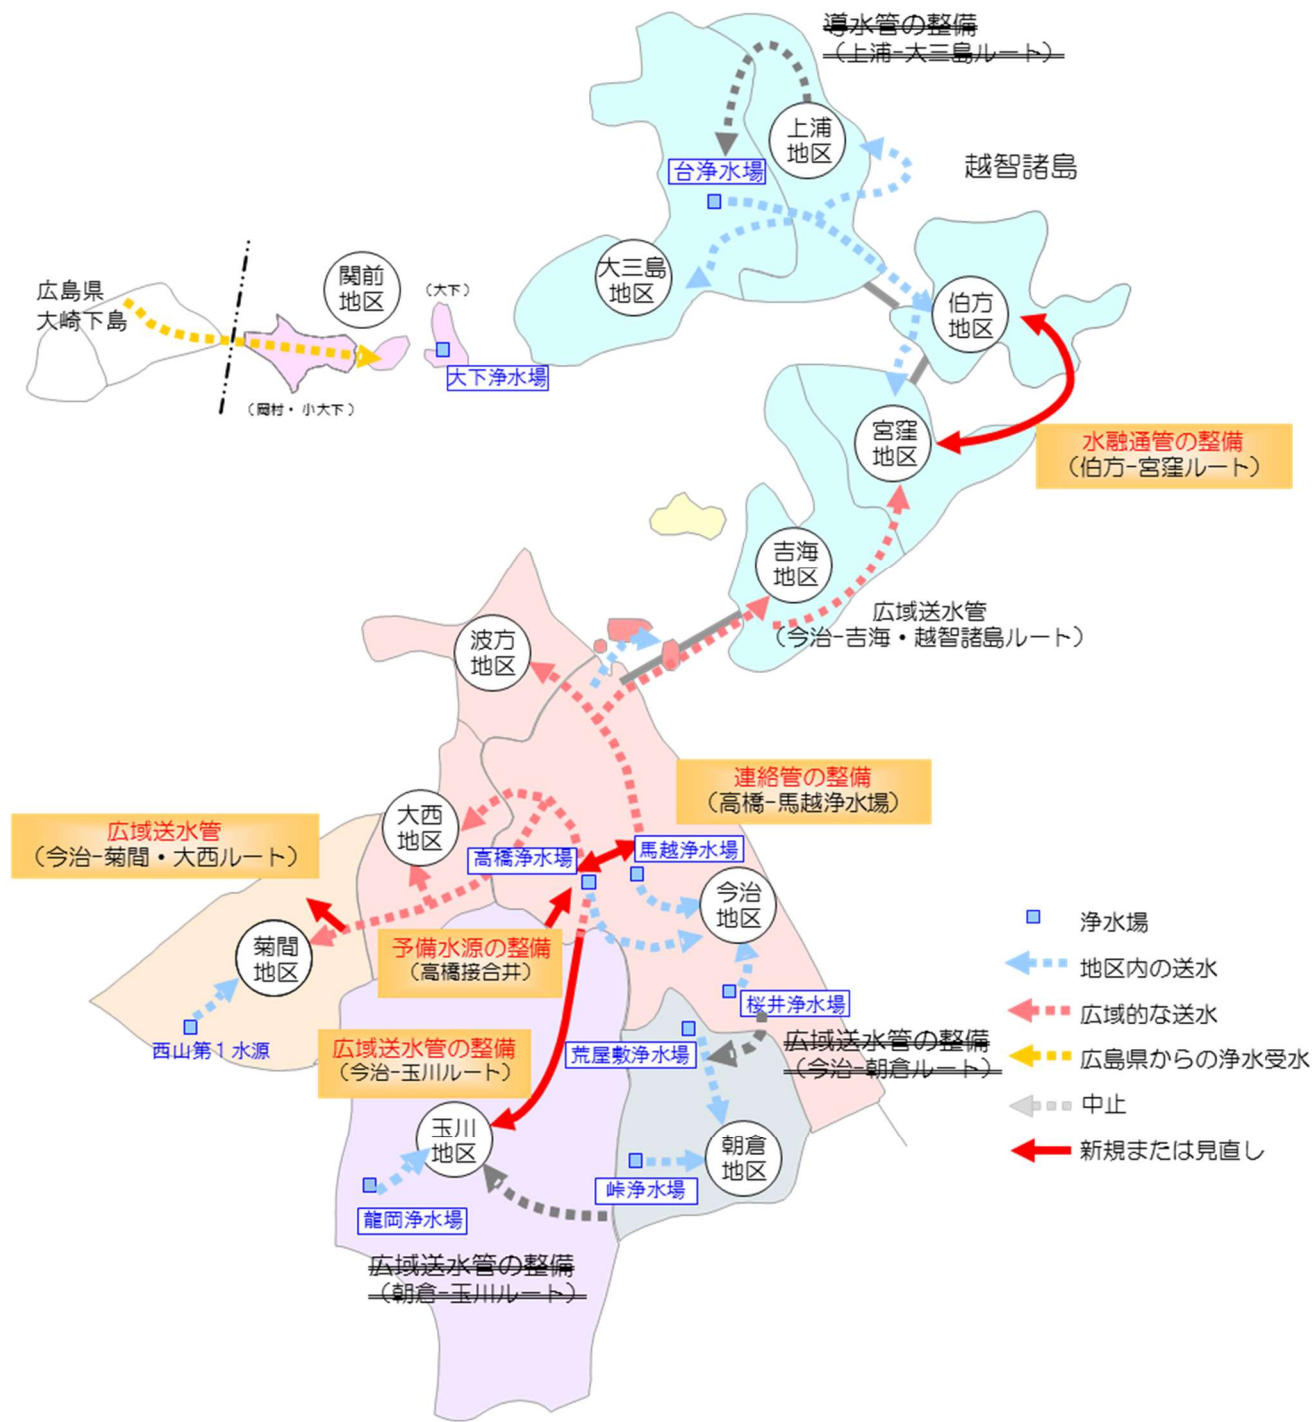 導水管の整備
（上浦-大三島ルート）
上浦
地区
越智諸島
台浄水場
大三島
地区
関前
地区
広島県
大崎下島
（大下）
大下浄水場
（岡村・小大下）
伯方
地区
宮窪
地区
水融通管の整備
（伯方-宮窪ルート）
吉海
地区
広域送水管
（今治-吉海・越智諸島ルート）
波方
地区
連絡管の整備
（高橋-馬越浄水場）
大西
地区
広域送水管
（今治-菊間・大西ルート）
高橋浄水場
馬越浄水場
今治
地区
菊間
地区
予備水源の整備
（高橋接合井）
桜井浄水場
西山第１水源
広域送水管の整備
（今治-玉川ルート）
荒屋敷浄水場
広域送水管の整備
（今治-朝倉ルート）
玉川
地区
朝倉
地区
峠浄水場
龍岡浄水場
広域送水管の整備
（朝倉-玉川ルート）
浄水場
地区内の送水
広域的な送水
広島県からの浄水受水
中止
新規または見直し